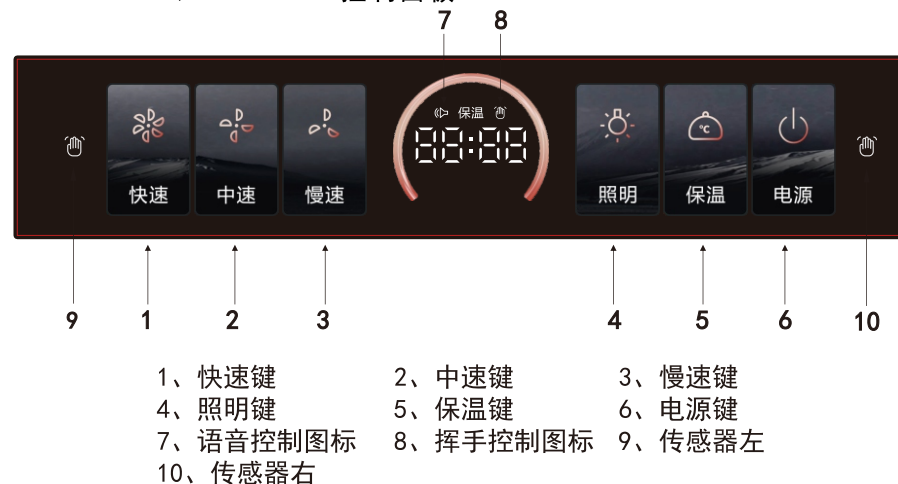 7 8
保温
88:88
快速 中速 慢速 照明 ℃ 保温 电源
9 1 2 3 4 5 6 10
1、快速键 2、中速键 3、慢速键
4、照明键 5、保温键 6、电源键
7、语音控制图标 8、挥手控制图标 9、传感器左
10、传感器右